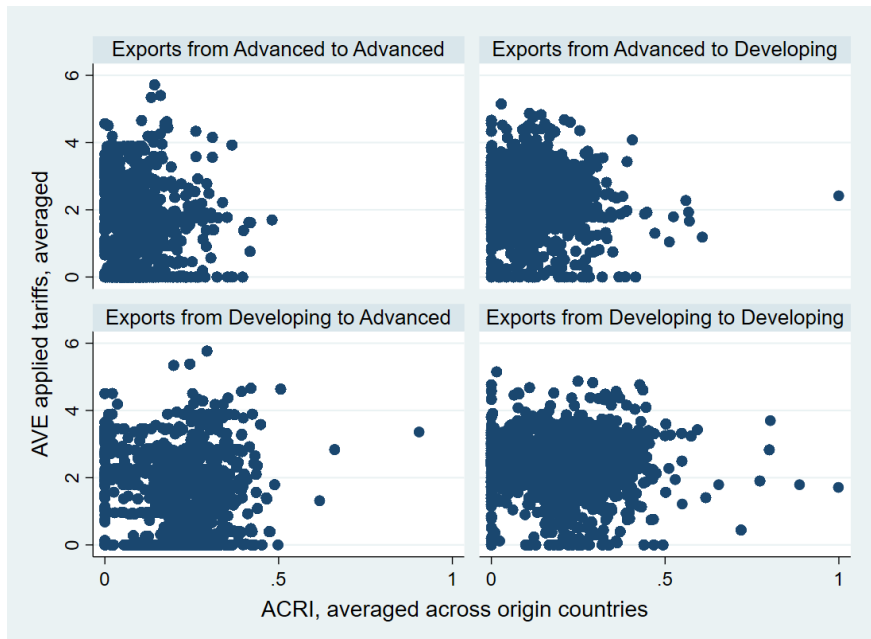 Exports from Advanced to Advanced
Exports from Advanced to Developing
6
4
2
0
Exports from Developing to Advanced
Exports from Developing to Developing
6
4
2
0
0
.5
1
0
.5
1
AVE applied tariffs, averaged
ACRI, averaged across origin countries